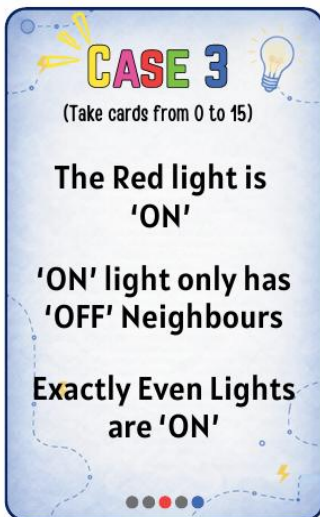 CASE 3
(Take cards from 0 to 15)
The Red light is
‘ON’
‘ON’ light only has
‘OFF’ Neighbours
Exactly Even Lights
are ‘ON’